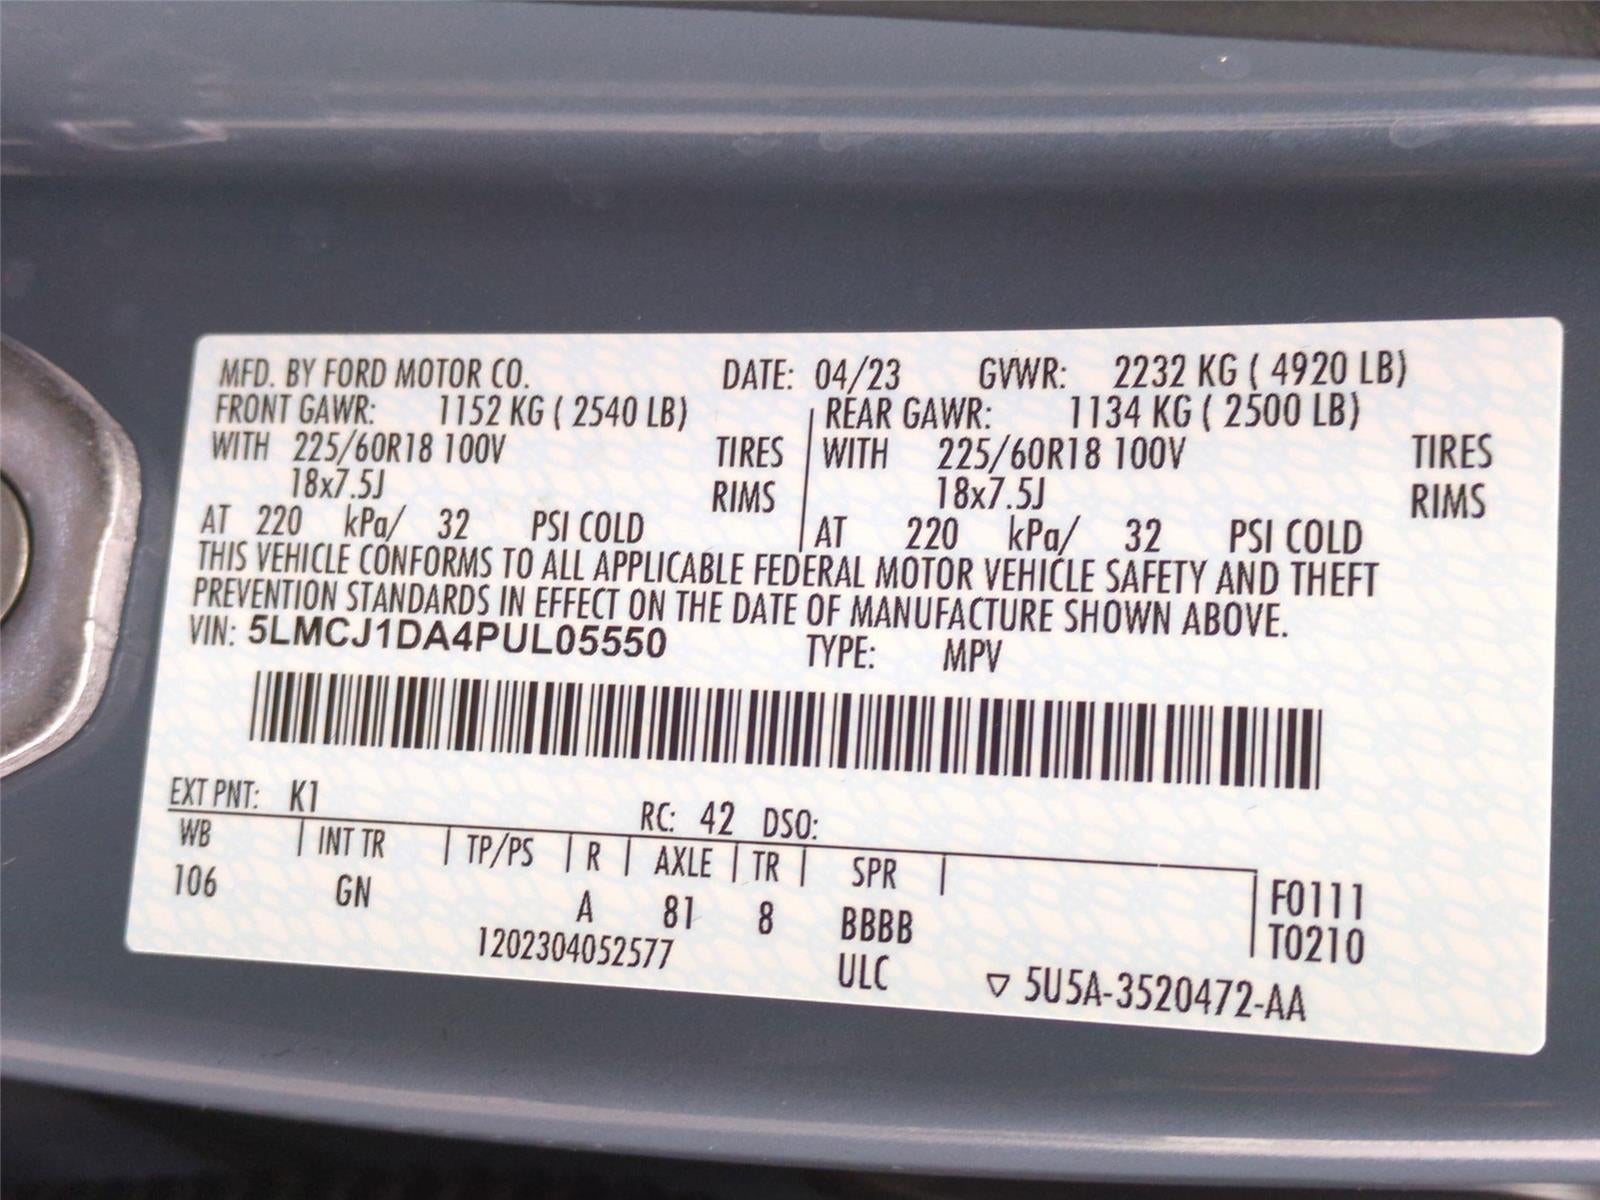 MFD. BY FORD MOTOR CO. DATE: 04/23 GVWR: 2232 KG ( 4920 LB)
FRONT GAWR: 1152 KG ( 2540 LB) REAR GAWR: 1134 KG ( 2500 LB)
WITH 225/60R18 100V TIRES WITH 225/60R18 100V TIRES
18x7.5J RIMS 18x7.5J RIMS
AT 220 kPa/ 32 PSI COLD AT 220 kPa/ 32 PSI COLD
THIS VEHICLE CONFORMS TO ALL APPLICABLE FEDERAL MOTOR VEHICLE SAFETY AND THEFT
PREVENTION STANDARDS IN EFFECT ON THE DATE OF MANUFACTURE SHOWN ABOVE.
VIN: 5LMCJ1DA4PUL05550 TYPE: MPV
EXT PNT: K1 RC: 42 DSO:
WB INT TR TP/PS R AXLE TR SPR F0111
106 GN A 81 8 BBBB T0210
1202304052577 ULC ▽ 5U5A-3520472-AA